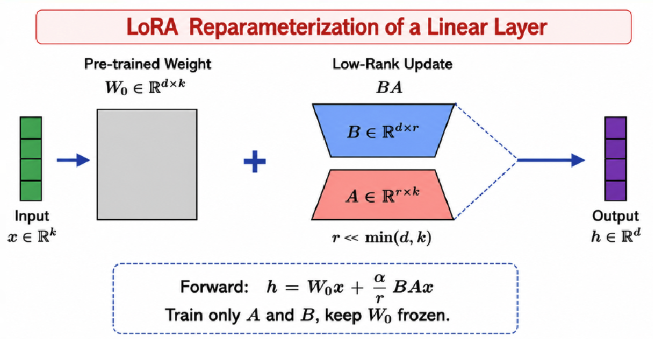 LoRA Reparameterization of a Linear Layer
Pre-trained Weight
W₀ ∈ ℝ^{d×k}
Low-Rank Update
BA
B ∈ ℝ^{d×r}
+
A ∈ ℝ^{r×k}
Input
x ∈ ℝ^k
r ≪ min(d, k)
Output
h ∈ ℝ^d
Forward: h = W₀x + α/r BAx
Train only A and B, keep W₀ frozen.